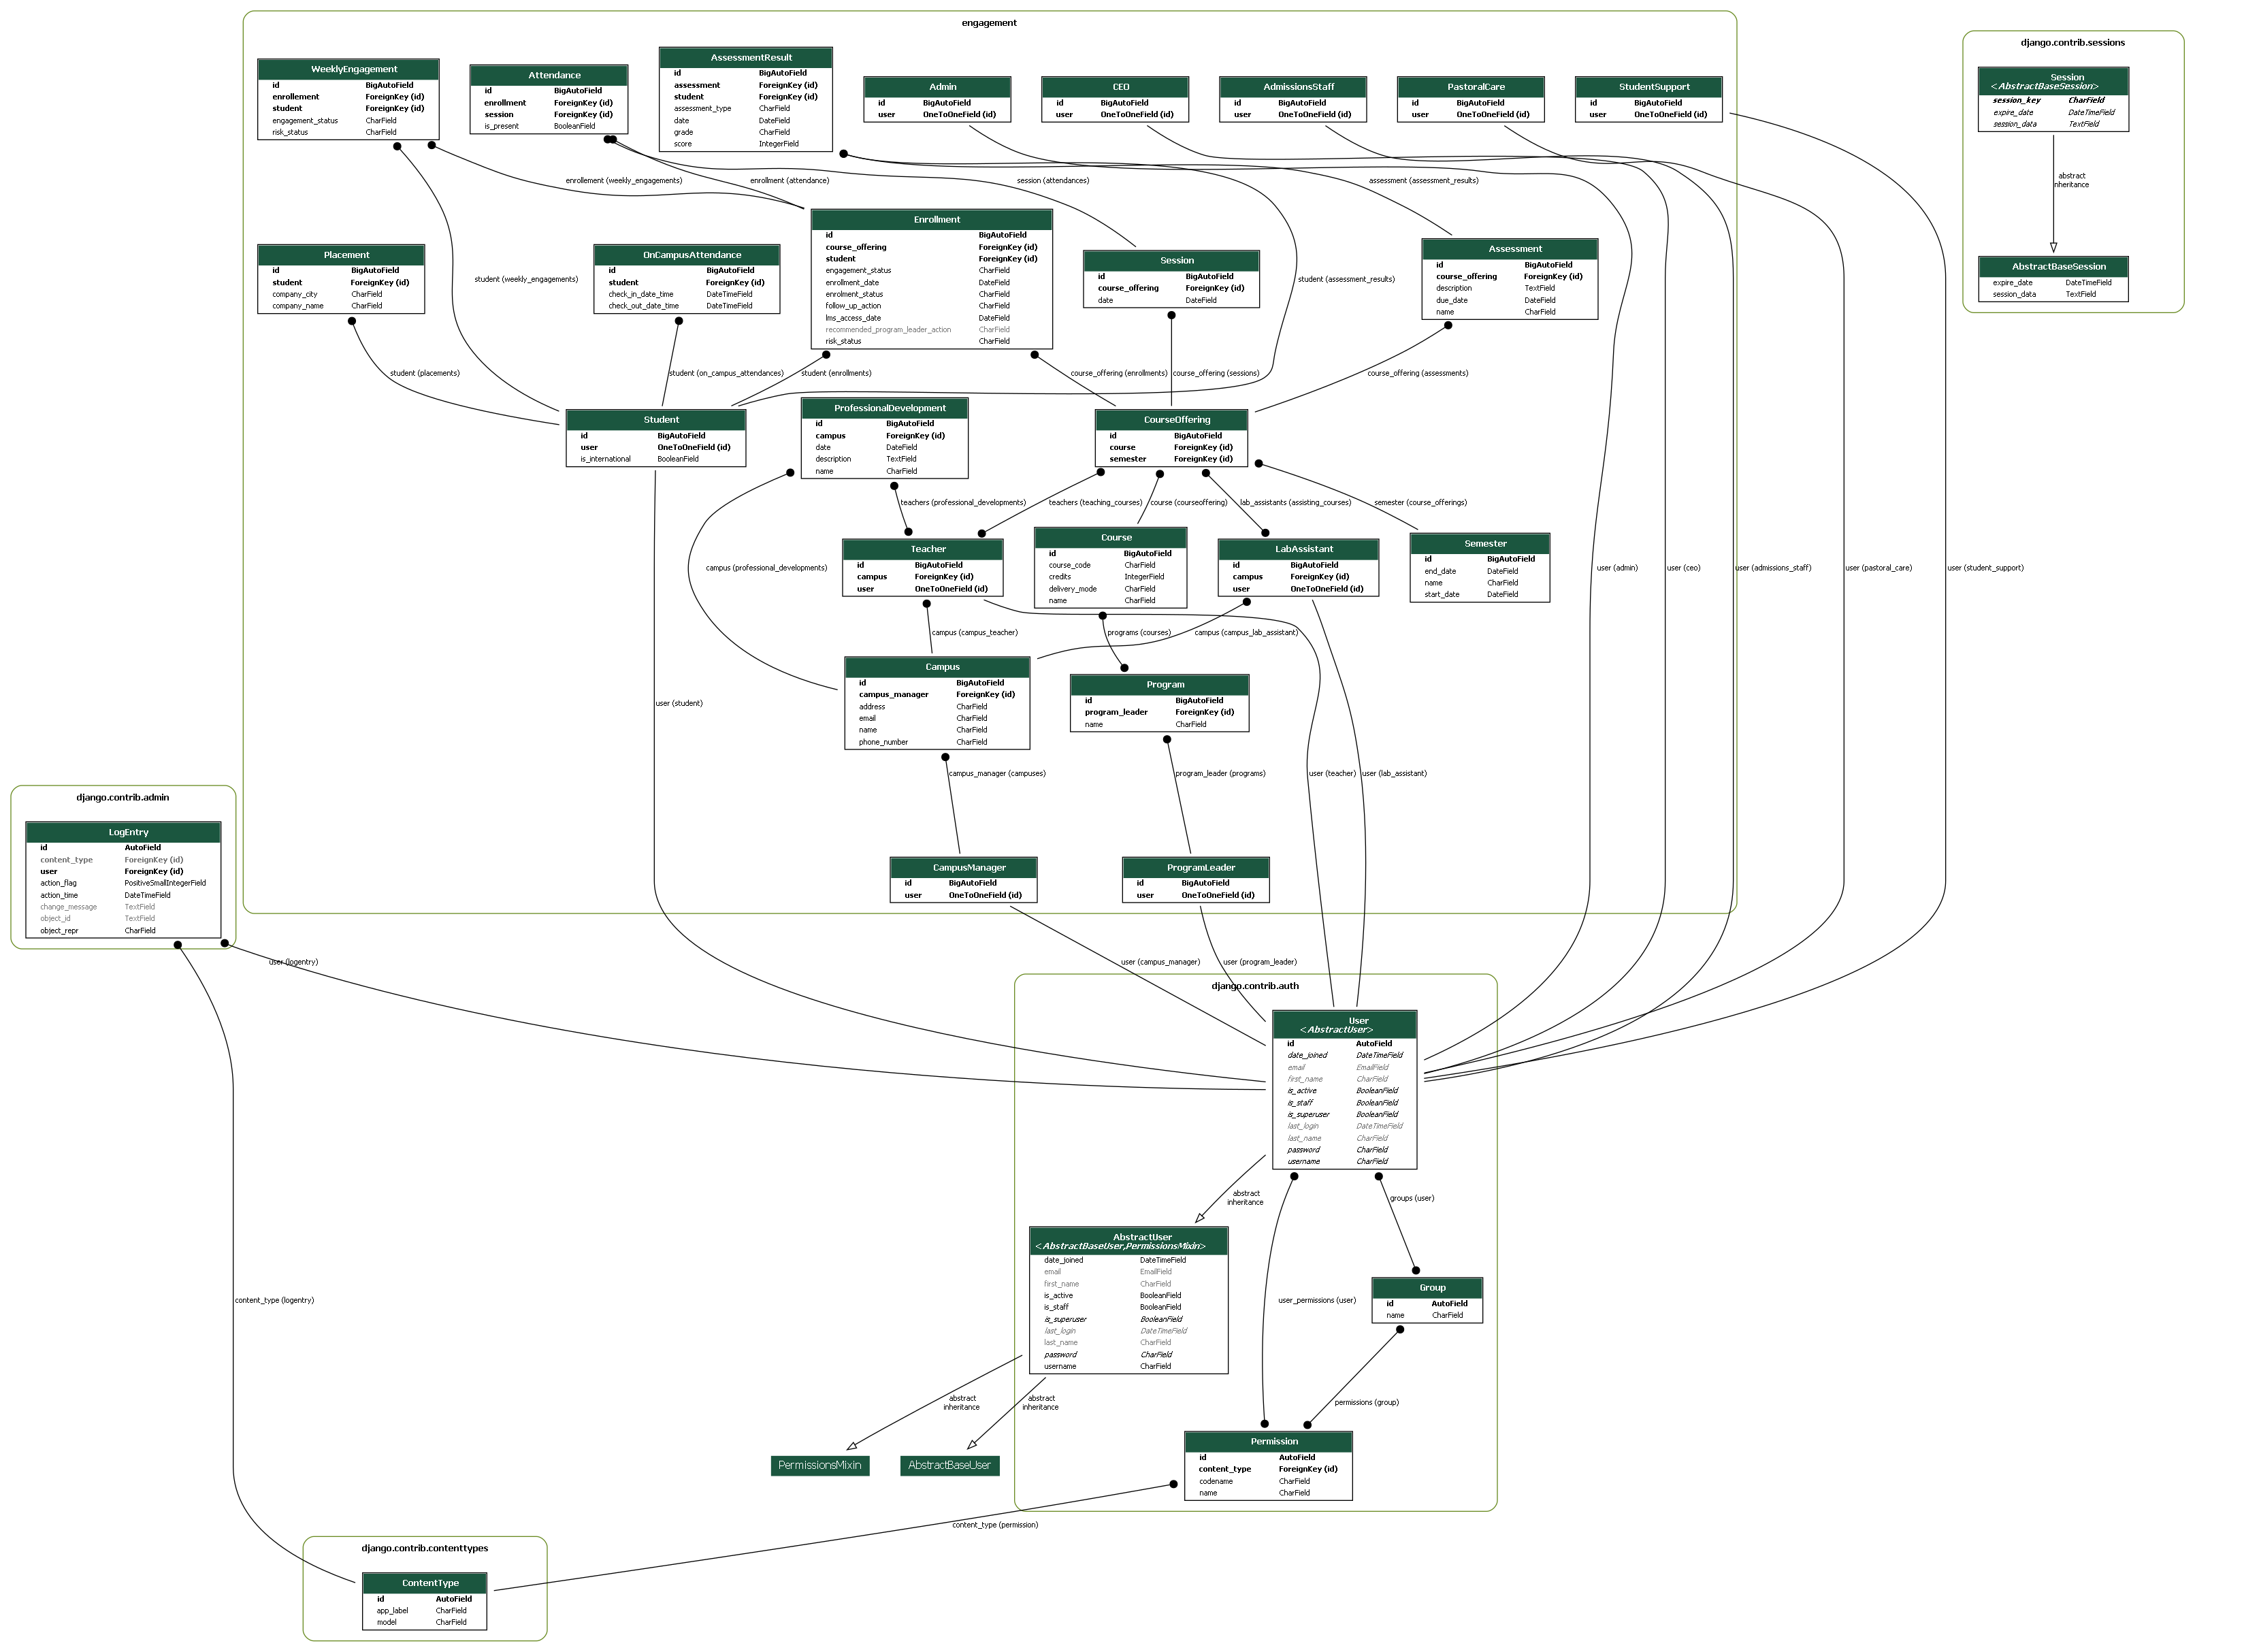 engagement
WeeklyEngagement
id BigAutoField
enrollement ForeignKey (id)
student ForeignKey (id)
engagement_status CharField
risk_status CharField
Attendance
id BigAutoField
enrollment ForeignKey (id)
session ForeignKey (id)
is_present BooleanField
AssessmentResult
id BigAutoField
assessment ForeignKey (id)
student ForeignKey (id)
assessment_type CharField
date DateField
grade CharField
score IntegerField
Admin
id BigAutoField
user OneToOneField (id)
CEO
id BigAutoField
user OneToOneField (id)
AdmissionsStaff
id BigAutoField
user OneToOneField (id)
PastoralCare
id BigAutoField
user OneToOneField (id)
StudentSupport
id BigAutoField
user OneToOneField (id)
django.contrib.sessions
Session
<AbstractBaseSession>
session_key CharField
expire_date DateTimeField
session_data TextField
abstract
inheritance
AbstractBaseSession
expire_date DateTimeField
session_data TextField
enrollement (weekly_engagements)
enrollment (attendance)
session (attendances)
assessment (assessment_results)
Placement
id BigAutoField
student ForeignKey (id)
company_city CharField
company_name CharField
student (weekly_engagements)
OnCampusAttendance
id BigAutoField
student ForeignKey (id)
check_in_date_time DateTimeField
check_out_date_time DateTimeField
Enrollment
id BigAutoField
course_offering ForeignKey (id)
student ForeignKey (id)
engagement_status CharField
enrollment_date DateField
enrolment_status CharField
follow_up_action CharField
lms_access_date DateField
recommended_program_leader_action CharField
risk_status CharField
Session
id BigAutoField
course_offering ForeignKey (id)
date DateField
student (assessment_results)
Assessment
id BigAutoField
course_offering ForeignKey (id)
description TextField
due_date DateField
name CharField
student (placements)
student (on_campus_attendances)
student (enrollments)
course_offering (enrollments)
course_offering (sessions)
course_offering (assessments)
Student
id BigAutoField
user OneToOneField (id)
is_international BooleanField
ProfessionalDevelopment
id BigAutoField
campus ForeignKey (id)
date DateField
description TextField
name CharField
CourseOffering
id BigAutoField
course ForeignKey (id)
semester ForeignKey (id)
teachers (professional_developments)
teachers (teaching_courses)
course (courseoffering)
lab_assistants (assisting_courses)
semester (course_offerings)
campus (professional_developments)
Teacher
id BigAutoField
campus ForeignKey (id)
user OneToOneField (id)
Course
id BigAutoField
course_code CharField
credits IntegerField
delivery_mode CharField
name CharField
LabAssistant
id BigAutoField
campus ForeignKey (id)
user OneToOneField (id)
Semester
id BigAutoField
end_date DateField
name CharField
start_date DateField
user (admin)
user (ceo)
user (admissions_staff)
user (pastoral_care)
user (student_support)
campus (campus_teacher)
programs (courses)
campus (campus_lab_assistant)
user (student)
Campus
id BigAutoField
campus_manager ForeignKey (id)
address CharField
email CharField
name CharField
phone_number CharField
Program
id BigAutoField
program_leader ForeignKey (id)
name CharField
campus_manager (campuses)
program_leader (programs)
user (teacher)
user (lab_assistant)
django.contrib.admin
LogEntry
id AutoField
content_type ForeignKey (id)
user ForeignKey (id)
action_flag PositiveSmallIntegerField
action_time DateTimeField
change_message TextField
object_id TextField
object_repr CharField
CampusManager
id BigAutoField
user OneToOneField (id)
ProgramLeader
id BigAutoField
user OneToOneField (id)
user (logentry)
user (campus_manager)
user (program_leader)
django.contrib.auth
User
<AbstractUser>
id AutoField
date_joined DateTimeField
email EmailField
first_name CharField
is_active BooleanField
is_staff BooleanField
is_superuser BooleanField
last_login DateTimeField
last_name CharField
password CharField
username CharField
abstract
inheritance
groups (user)
AbstractUser
<AbstractBaseUser,PermissionsMixin>
date_joined DateTimeField
email EmailField
first_name CharField
is_active BooleanField
is_staff BooleanField
is_superuser BooleanField
last_login DateTimeField
last_name CharField
password CharField
username CharField
content_type (logentry)
user_permissions (user)
Group
id AutoField
name CharField
abstract
inheritance
abstract
inheritance
permissions (group)
PermissionsMixin
AbstractBaseUser
Permission
id AutoField
content_type ForeignKey (id)
codename CharField
name CharField
content_type (permission)
django.contrib.contenttypes
ContentType
id AutoField
app_label CharField
model CharField